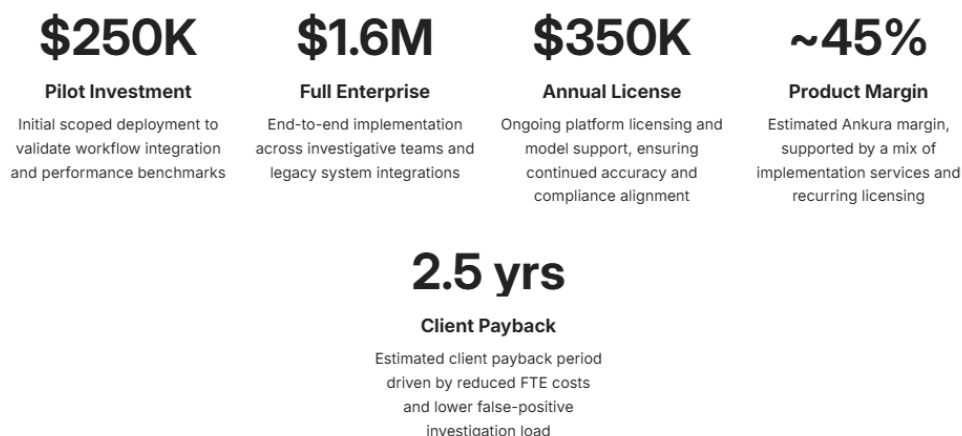 $250K
Pilot Investment
Initial scoped deployment to
validate workflow integration
and performance benchmarks
$1.6M
Full Enterprise
End-to-end implementation
across investigative teams and
legacy system integrations
$350K
Annual License
Ongoing platform licensing and
model support, ensuring
continued accuracy and
compliance alignment
~45%
Product Margin
Estimated Ankura margin,
supported by a mix of
implementation services and
recurring licensing
2.5 yrs
Client Payback
Estimated client payback period
driven by reduced FTE costs
and lower false-positive
investigation load